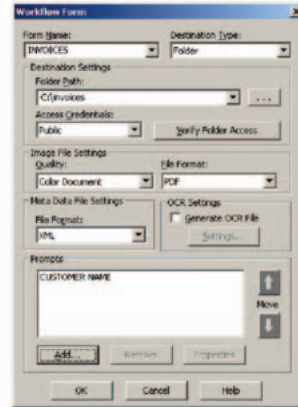 Workflow Form
Form Name:
Destination Type:
INVOICES
Folder
Destination Settings
Folder Path:
C:\invoices
...
Access Credentials:
Public
Verify Folder Access
Image File Settings
Quality:
File Format:
Color Document
PDF
Meta Data File Settings
OCR Settings
File Format:
Generate OCR File
XML
Settings...
Prompts
CUSTOMER NAME
Move
Add...
Remove
Properties
OK
Cancel
Help